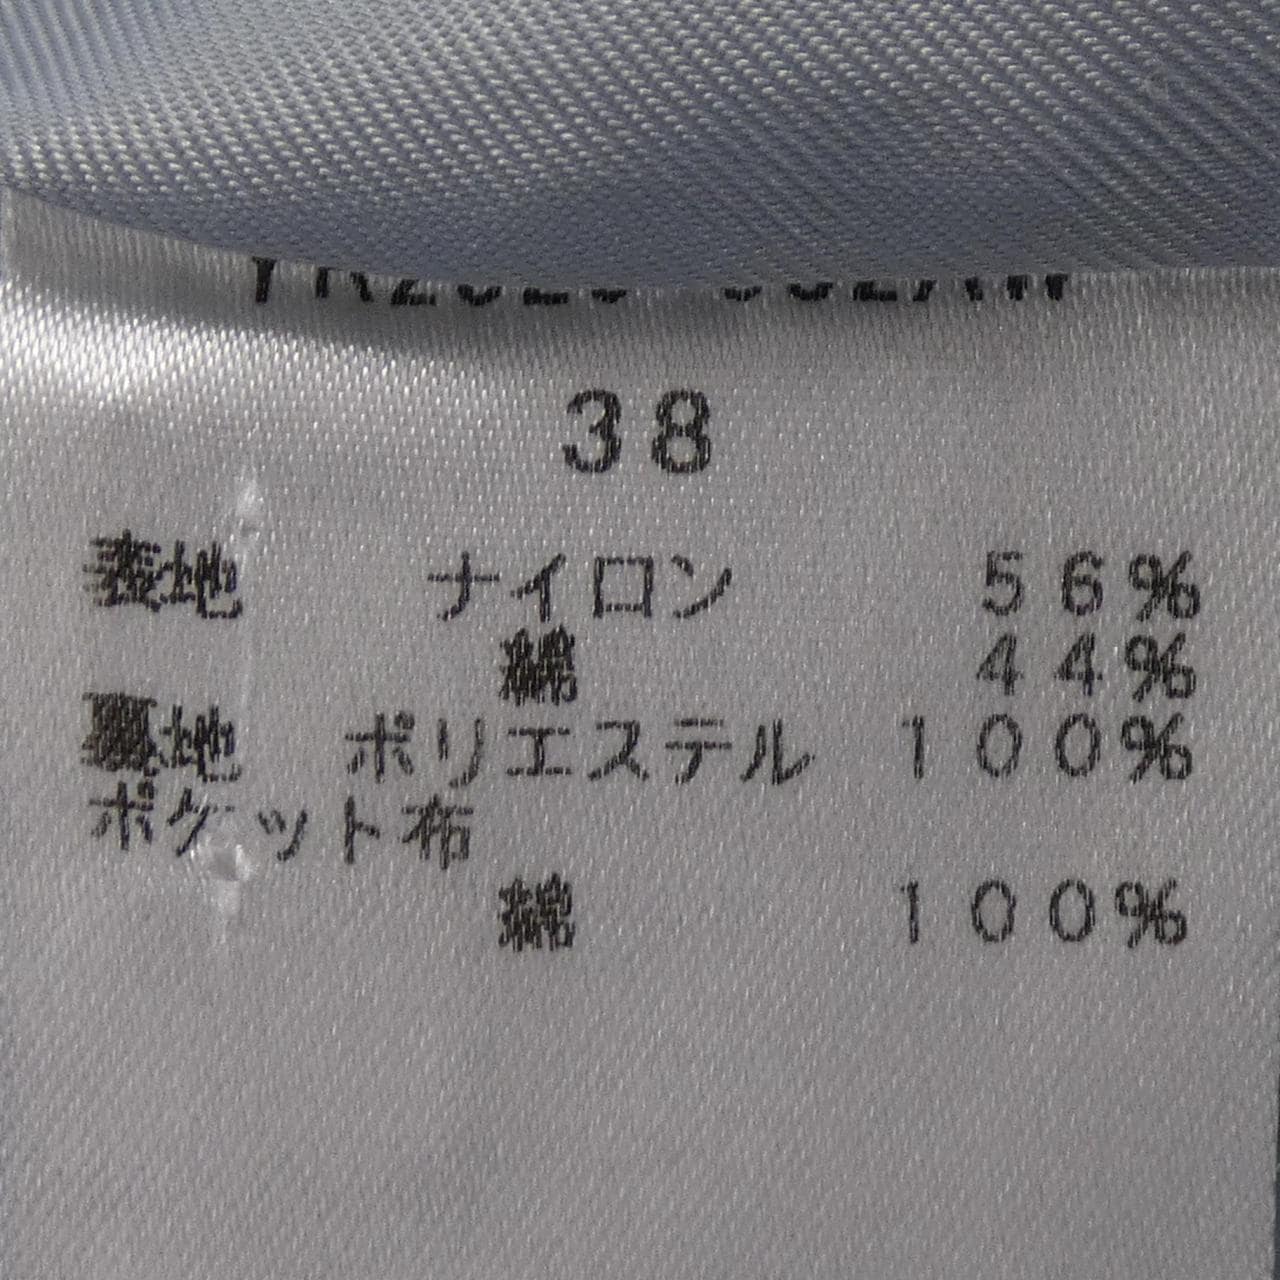 38
表地 ナイロン 56%
綿 44%
裏地 ポリエステル 100%
ポケット布
綿 100%